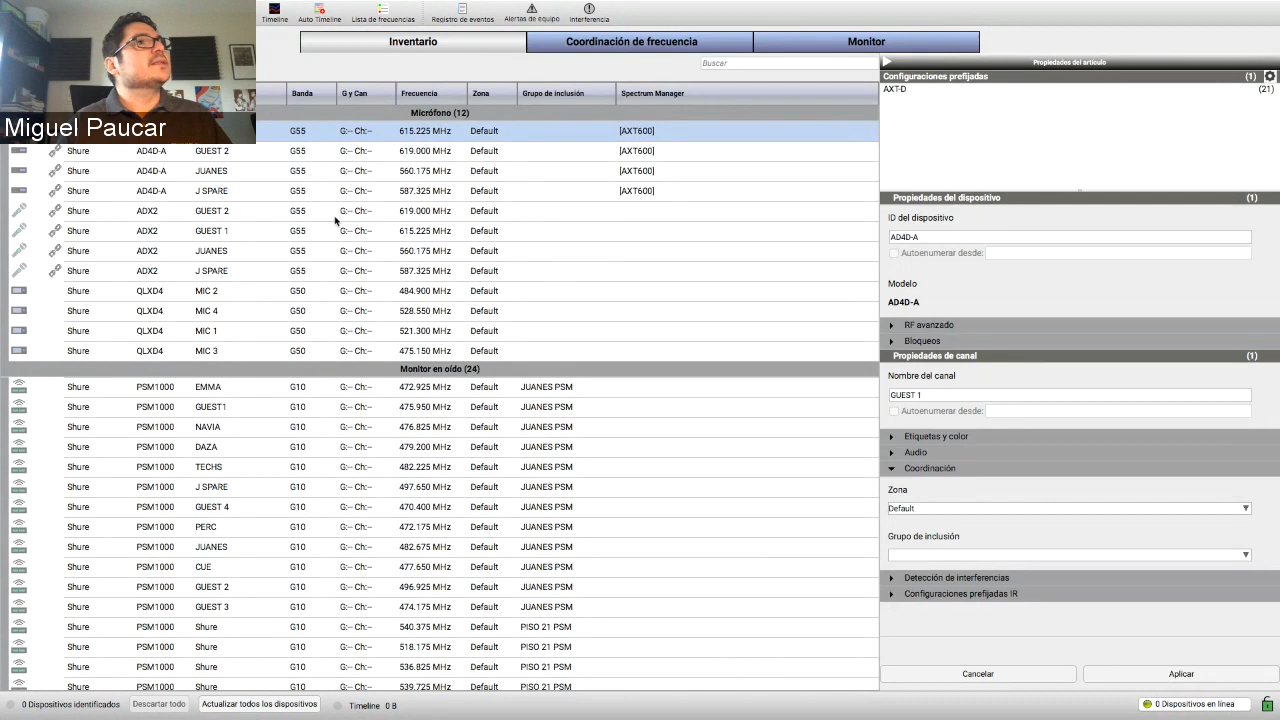 Timeline Auto Timeline Lista de frecuencias Registro de eventos Alertas de equipo Interferencia
Inventario Coordinación de frecuencia Monitor
Buscar
Banda G y Can Frecuencia Zona Grupo de inclusión Spectrum Manager
Micrófono (12)
Miguel Paucar
G55 G:-- Ch:-- 615.225 MHz Default [AXT600]
Shure AD4D-A GUEST 2 G55 G:-- Ch:-- 619.000 MHz Default [AXT600]
Shure AD4D-A JUANES G55 G:-- Ch:-- 560.175 MHz Default [AXT600]
Shure AD4D-A J SPARE G55 G:-- Ch:-- 587.325 MHz Default [AXT600]
Shure ADX2 GUEST 2 G55 G:-- Ch:-- 619.000 MHz Default
Shure ADX2 GUEST 1 G55 G:-- Ch:-- 615.225 MHz Default
Shure ADX2 JUANES G55 G:-- Ch:-- 560.175 MHz Default
Shure ADX2 J SPARE G55 G:-- Ch:-- 587.325 MHz Default
Shure QLXD4 MIC 2 G50 G:-- Ch:-- 484.900 MHz Default
Shure QLXD4 MIC 4 G50 G:-- Ch:-- 528.550 MHz Default
Shure QLXD4 MIC 1 G50 G:-- Ch:-- 521.300 MHz Default
Shure QLXD4 MIC 3 G50 G:-- Ch:-- 475.150 MHz Default
Monitor en oído (24)
Shure PSM1000 EMMA G10 G:-- Ch:-- 472.925 MHz Default JUANES PSM
Shure PSM1000 GUEST1 G10 G:-- Ch:-- 475.950 MHz Default JUANES PSM
Shure PSM1000 NAVIA G10 G:-- Ch:-- 476.825 MHz Default JUANES PSM
Shure PSM1000 DAZA G10 G:-- Ch:-- 479.200 MHz Default JUANES PSM
Shure PSM1000 TECHS G10 G:-- Ch:-- 482.225 MHz Default JUANES PSM
Shure PSM1000 J SPARE G10 G:-- Ch:-- 497.650 MHz Default JUANES PSM
Shure PSM1000 GUEST 4 G10 G:-- Ch:-- 470.400 MHz Default JUANES PSM
Shure PSM1000 PERC G10 G:-- Ch:-- 472.175 MHz Default JUANES PSM
Shure PSM1000 JUANES G10 G:-- Ch:-- 482.675 MHz Default JUANES PSM
Shure PSM1000 CUE G10 G:-- Ch:-- 477.650 MHz Default JUANES PSM
Shure PSM1000 GUEST 2 G10 G:-- Ch:-- 496.925 MHz Default JUANES PSM
Shure PSM1000 GUEST 3 G10 G:-- Ch:-- 474.175 MHz Default JUANES PSM
Shure PSM1000 Shure G10 G:-- Ch:-- 540.375 MHz Default PISO 21 PSM
Shure PSM1000 Shure G10 G:-- Ch:-- 518.175 MHz Default PISO 21 PSM
Shure PSM1000 Shure G10 G:-- Ch:-- 536.825 MHz Default PISO 21 PSM
Shure PSM1000 Shure G10 G:-- Ch:-- 539.725 MHz Default PISO 21 PSM
Propiedades del artículo
Configuraciones prefijadas (1)
AXT-D (21)
Propiedades del dispositivo (1)
ID del dispositivo
AD4D-A
Autoenumerar desde:
Modelo
AD4D-A
RF avanzado
Bloqueos
Propiedades de canal (1)
Nombre del canal
GUEST 1
Autoenumerar desde:
Etiquetas y color
Audio
Coordinación
Zona
Default
Grupo de inclusión
Detección de interferencias
Configuraciones prefijadas IR
Cancelar Aplicar
0 Dispositivos identificados Descartar todo Actualizar todos los dispositivos Timeline 0 B 0 Dispositivos en línea